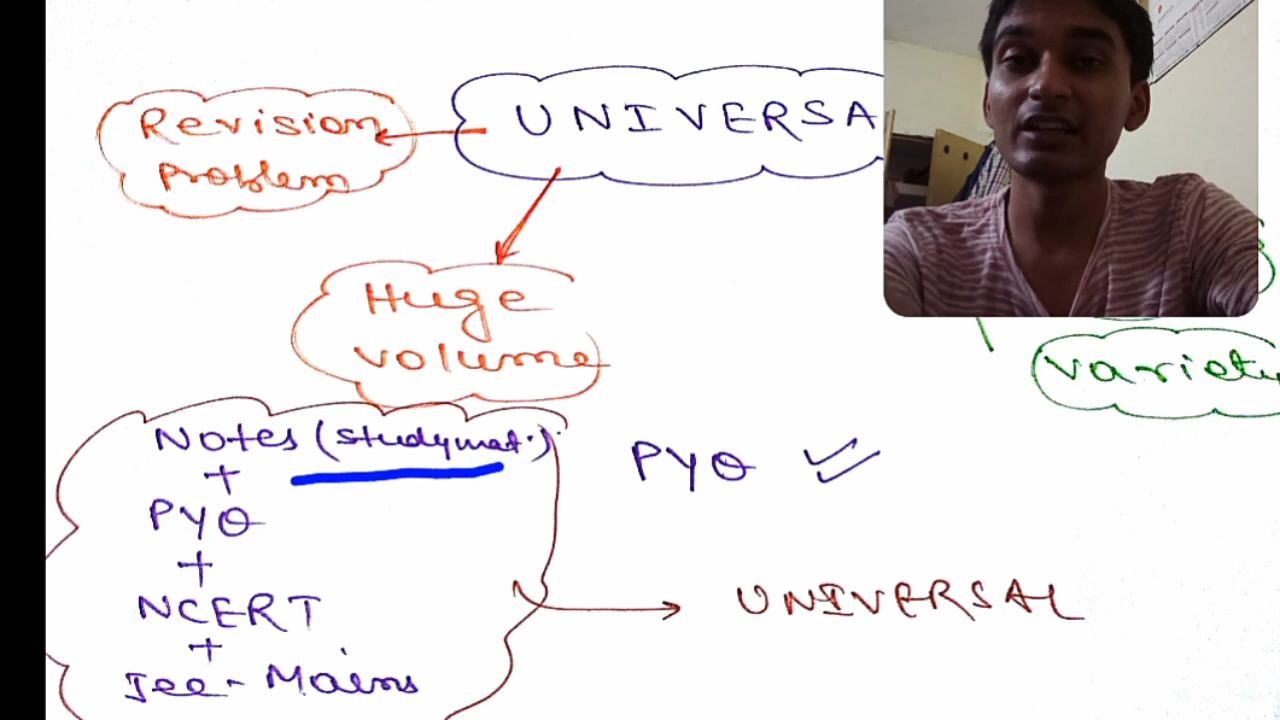 Revision
Problem
UNIVERSA
Huge
volume
variety
Notes (studymat.)
+
PYQ
+
NCERT
+
Jee-Mains
PYQ
UNIVERSAL